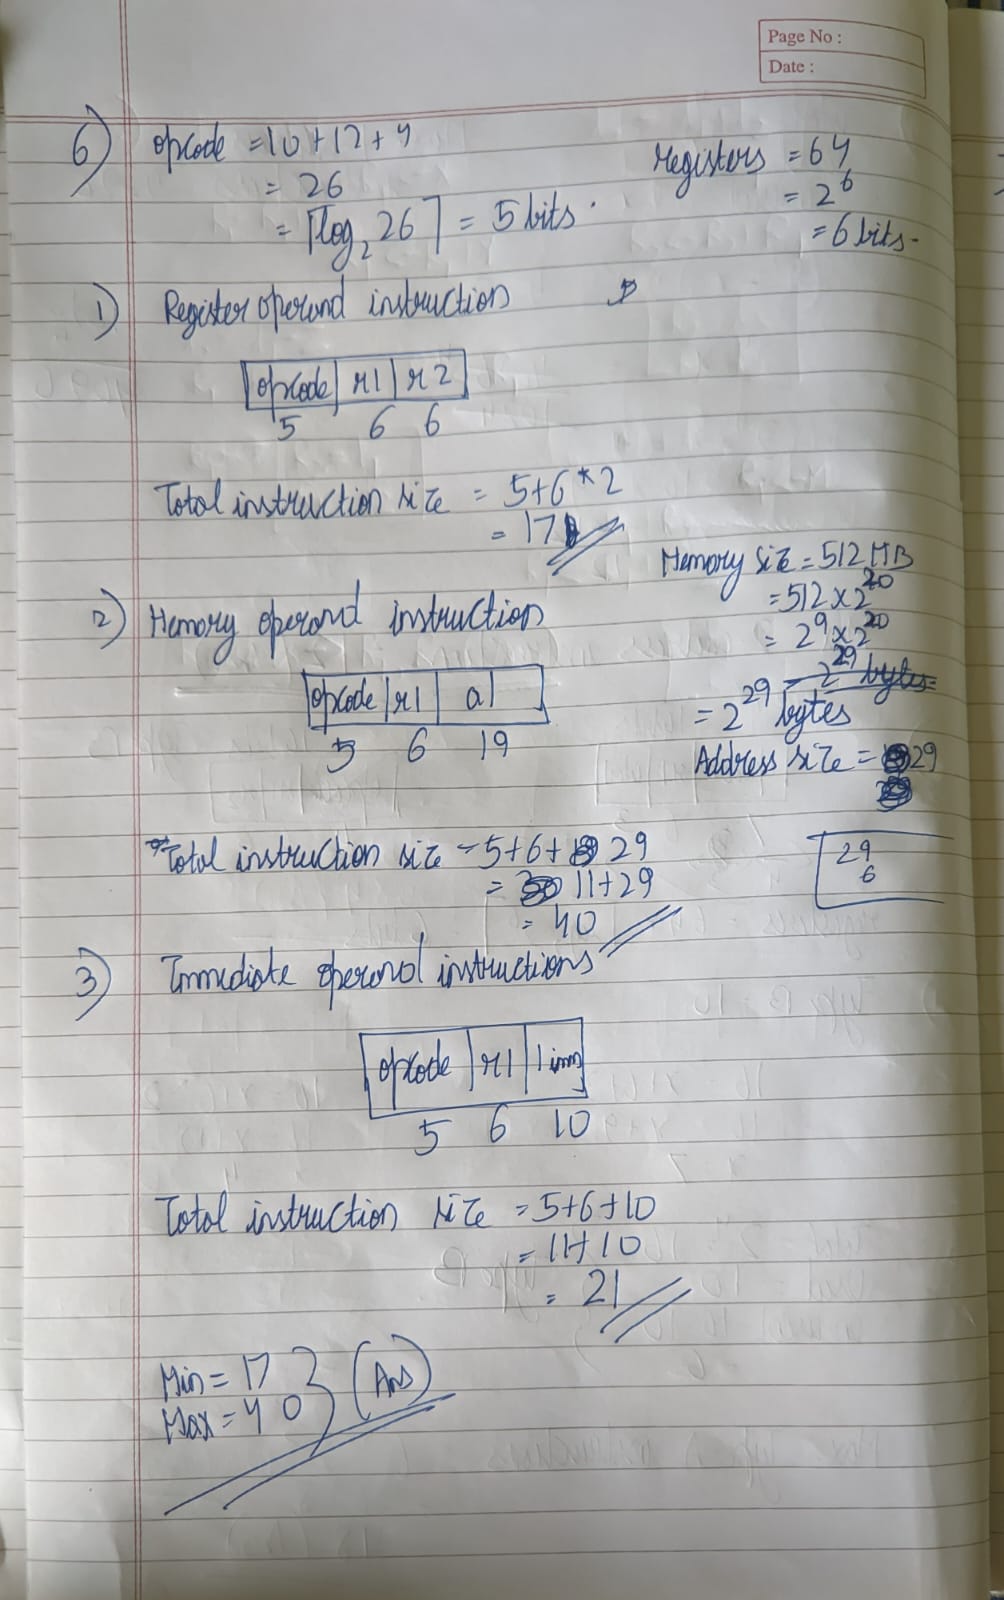 Page No :
Date :
6) opcode = 10+12+4
= 26
= ⌈log₂ 26⌉ = 5 bits.
Registers = 64
= 2^6
= 6 bits.
1) Register operand instruction
opcode | r1 | r2
5 6 6
Total instruction size = 5+6*2
= 17
Memory size = 512 MB
= 512 x 2^20
= 2^9 x 2^20
2^29 bytes
= 2^29 bytes
Address size = 29
2) Memory operand instruction
opcode | r1 | a|
5 6 19
Total instruction size = 5+6+ 29
= 11+29
= 40
29
6
3) Immediate operand instructions
opcode | r1 | imm
5 6 10
Total instruction size = 5+6+10
= 11+10
= 21
Min = 17
Max = 40 } (Ans)